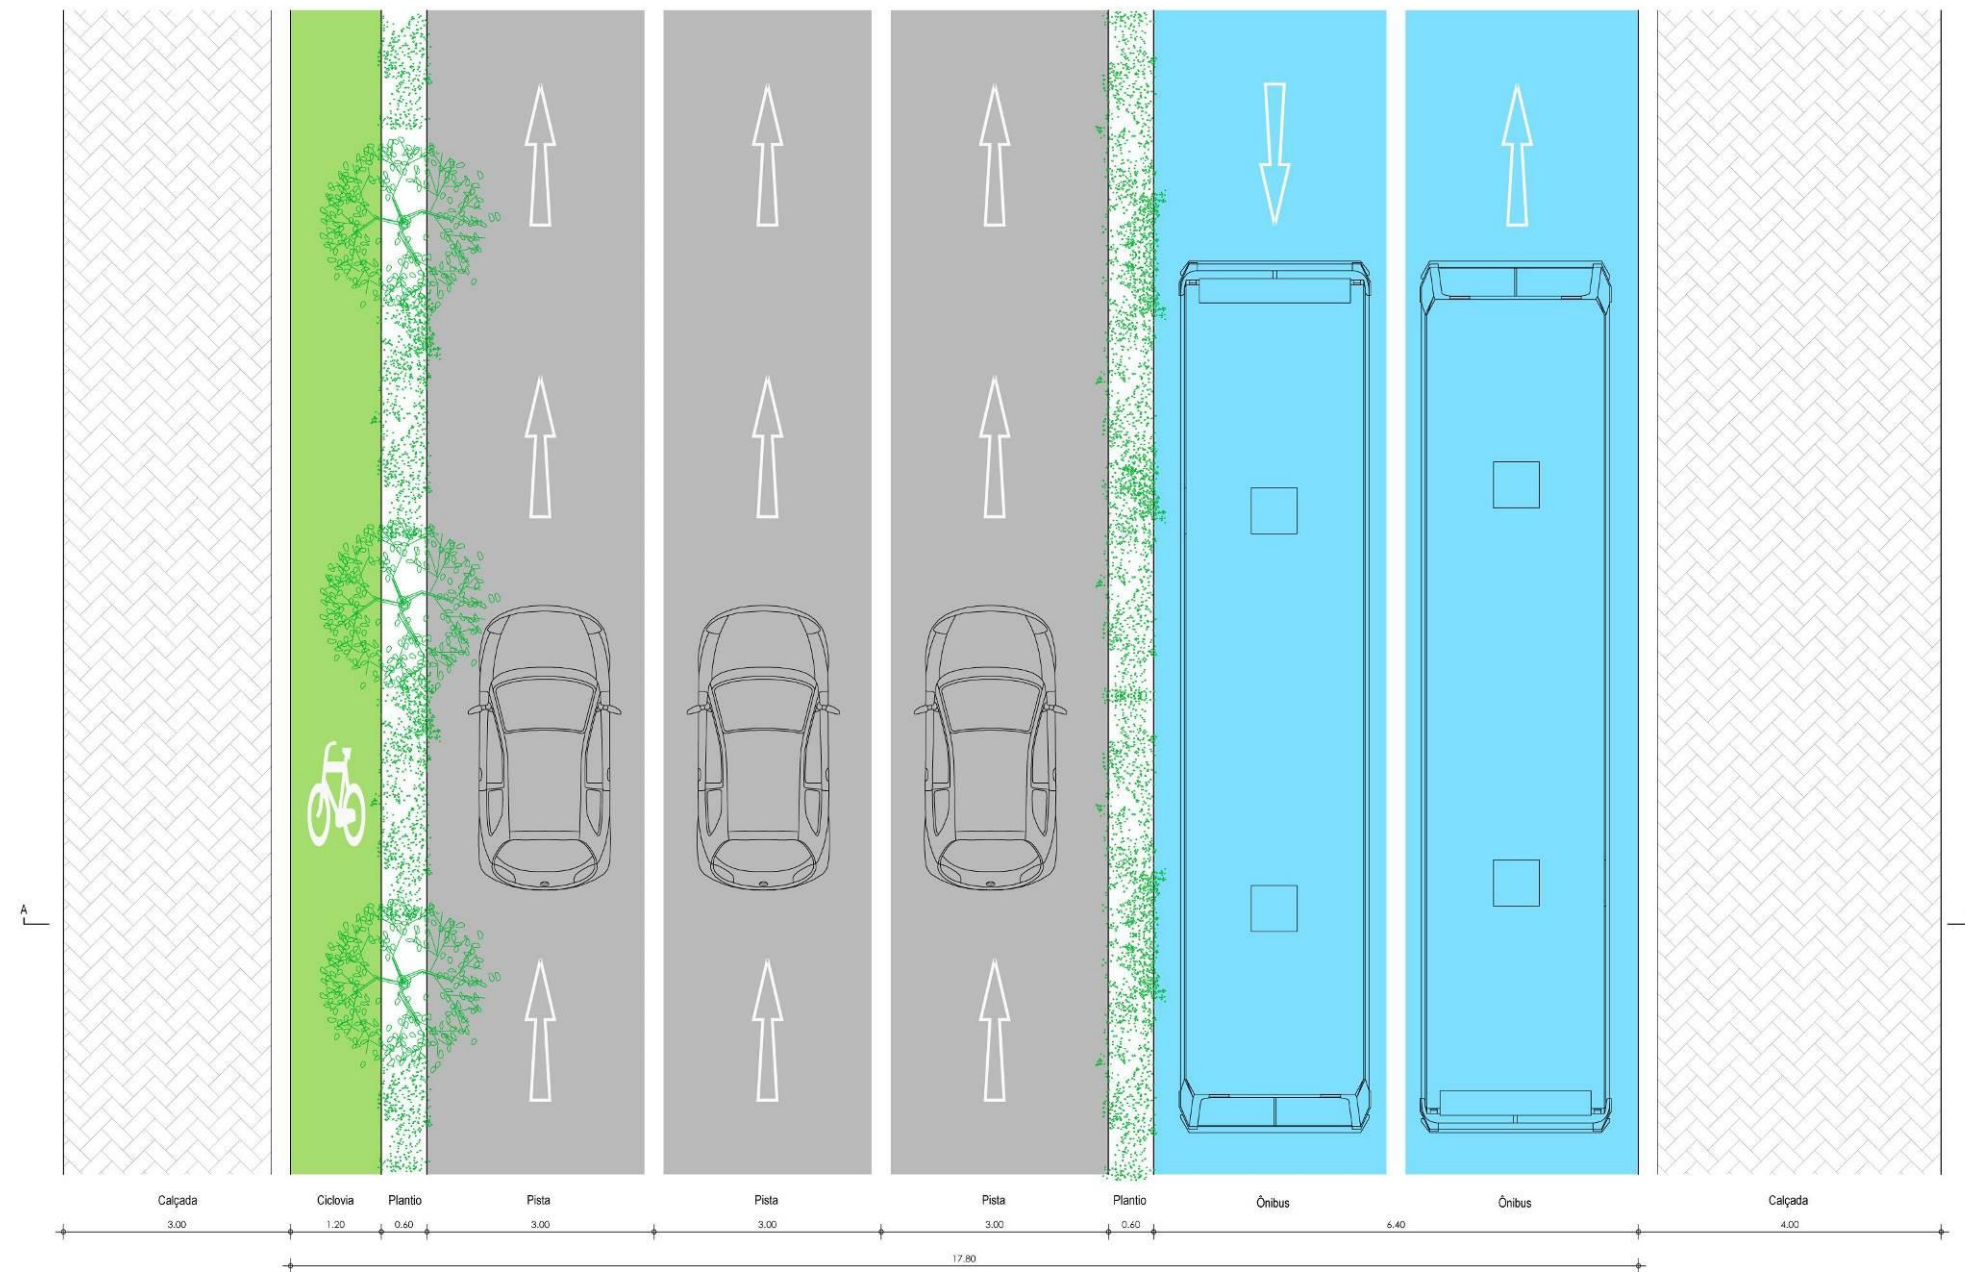 A
Calçada
Ciclovia
Plantio
Pista
Pista
Pista
Plantio
Ônibus
Ônibus
Calçada
3.00
1.20
0.60
3.00
3.00
3.00
0.60
6.40
4.00
17.80